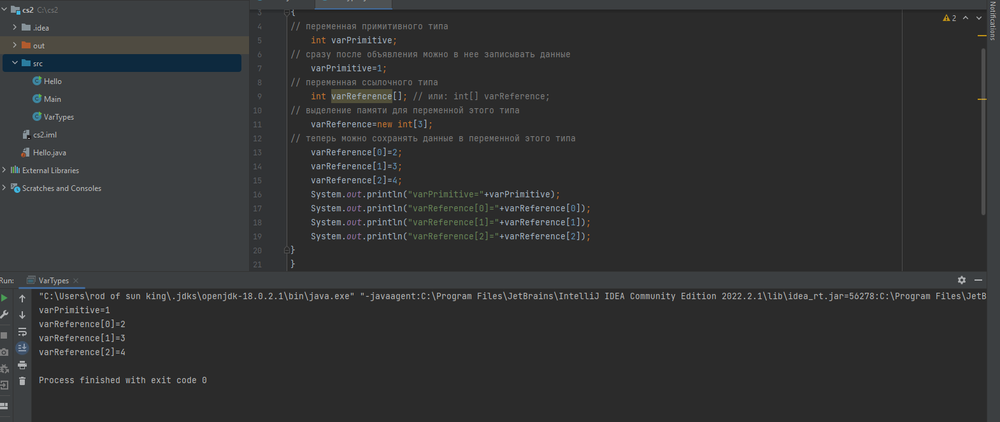 cs2 C:\cs2
.idea
out
src
Hello
Main
VarTypes
cs2.iml
Hello.java
External Libraries
Scratches and Consoles
3 {
4 // переменная примитивного типа
5 int varPrimitive;
6 // сразу после объявления можно в нее записывать данные
7 varPrimitive=1;
8 // переменная ссылочного типа
9 int varReference[]; // или: int[] varReference;
10 // выделение памяти для переменной этого типа
11 varReference=new int[3];
12 // теперь можно сохранять данные в переменной этого типа
13 varReference[0]=2;
14 varReference[1]=3;
15 varReference[2]=4;
16 System.out.println("varPrimitive="+varPrimitive);
17 System.out.println("varReference[0]="+varReference[0]);
18 System.out.println("varReference[1]="+varReference[1]);
19 System.out.println("varReference[2]="+varReference[2]);
20 }
21 }
2
Notifications
Run: VarTypes
"C:\Users\rod of sun king\.jdks\openjdk-18.0.2.1\bin\java.exe" "-javaagent:C:\Program Files\JetBrains\IntelliJ IDEA Community Edition 2022.2.1\lib\idea_rt.jar=56278:C:\Program Files\JetB
varPrimitive=1
varReference[0]=2
varReference[1]=3
varReference[2]=4
Process finished with exit code 0